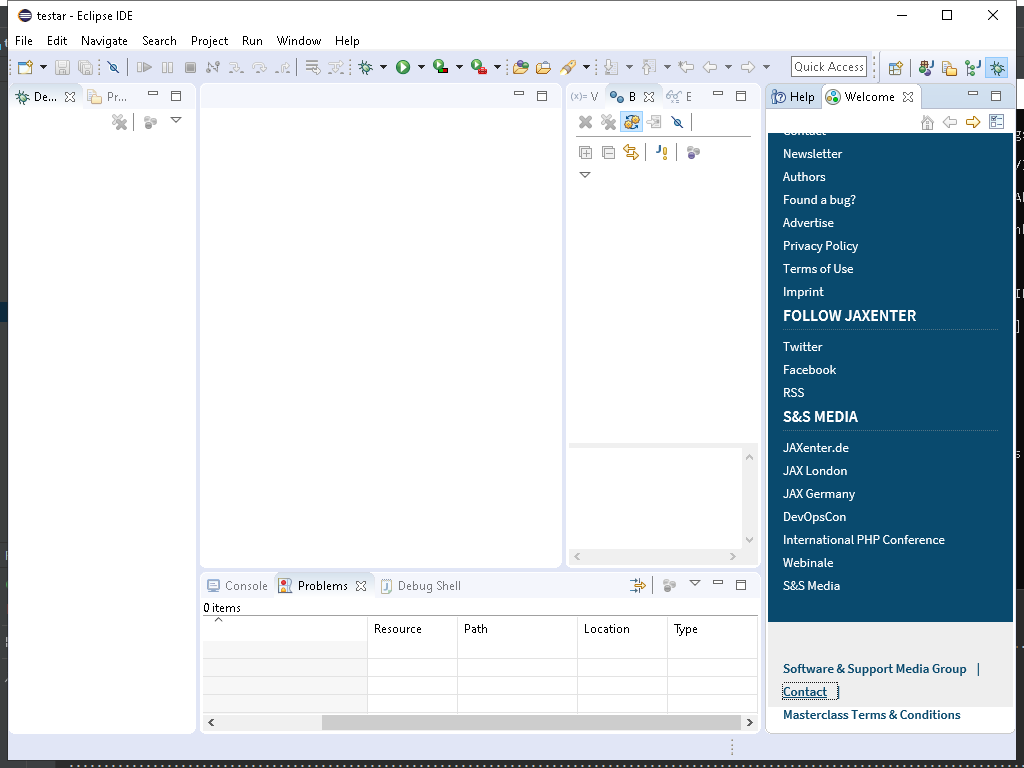 testar - Eclipse IDE
File Edit Navigate Search Project Run Window Help
Quick Access
De... Pr...
(x)= V B E
Help Welcome
Newsletter
Authors
Found a bug?
Advertise
Privacy Policy
Terms of Use
Imprint
FOLLOW JAXENTER
Twitter
Facebook
RSS
S&S MEDIA
JAXenter.de
JAX London
JAX Germany
DevOpsCon
International PHP Conference
Webinale
S&S Media
Software & Support Media Group |
Contact |
Masterclass Terms & Conditions
Console Problems Debug Shell
0 items
Resource Path Location Type